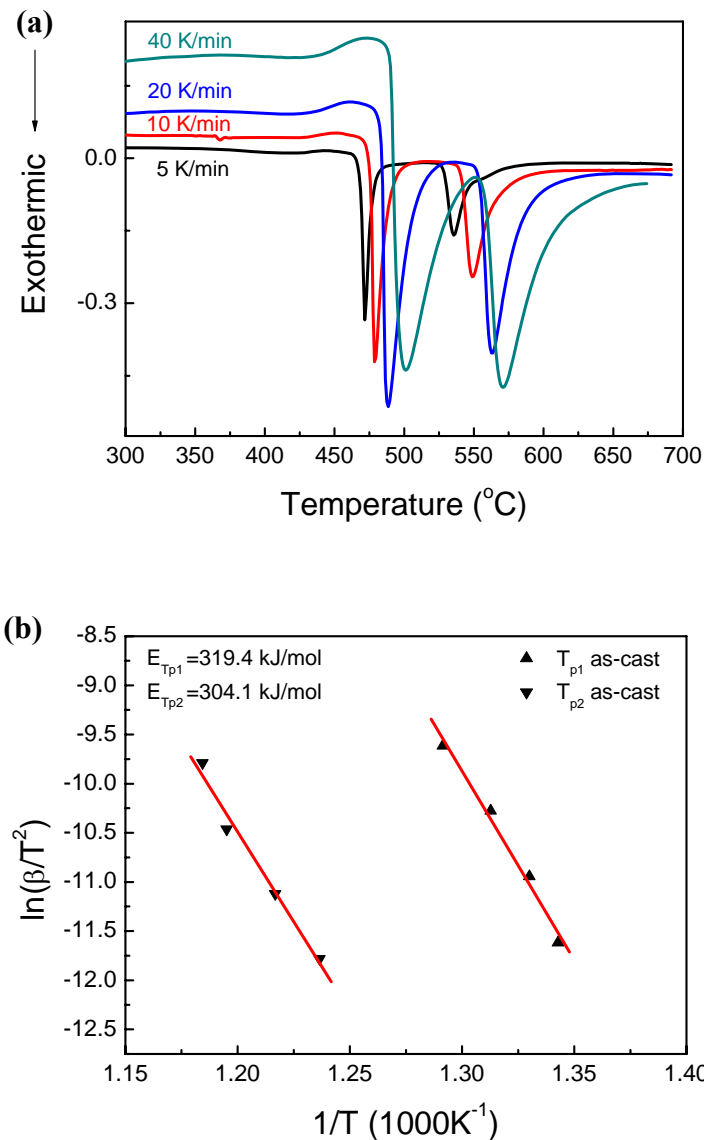 (a)
40 K/min
20 K/min
10 K/min
5 K/min
0.0
-0.3
Exothermic
300 350 400 450 500 550 600 650 700
Temperature (°C)
(b)
-8.5
-9.0
-9.5
-10.0
-10.5
-11.0
-11.5
-12.0
-12.5
E_Tp1=319.4 kJ/mol
E_Tp2=304.1 kJ/mol
T_p1 as-cast
T_p2 as-cast
ln(β/T²)
1.15 1.20 1.25 1.30 1.35 1.40
1/T (1000K⁻¹)